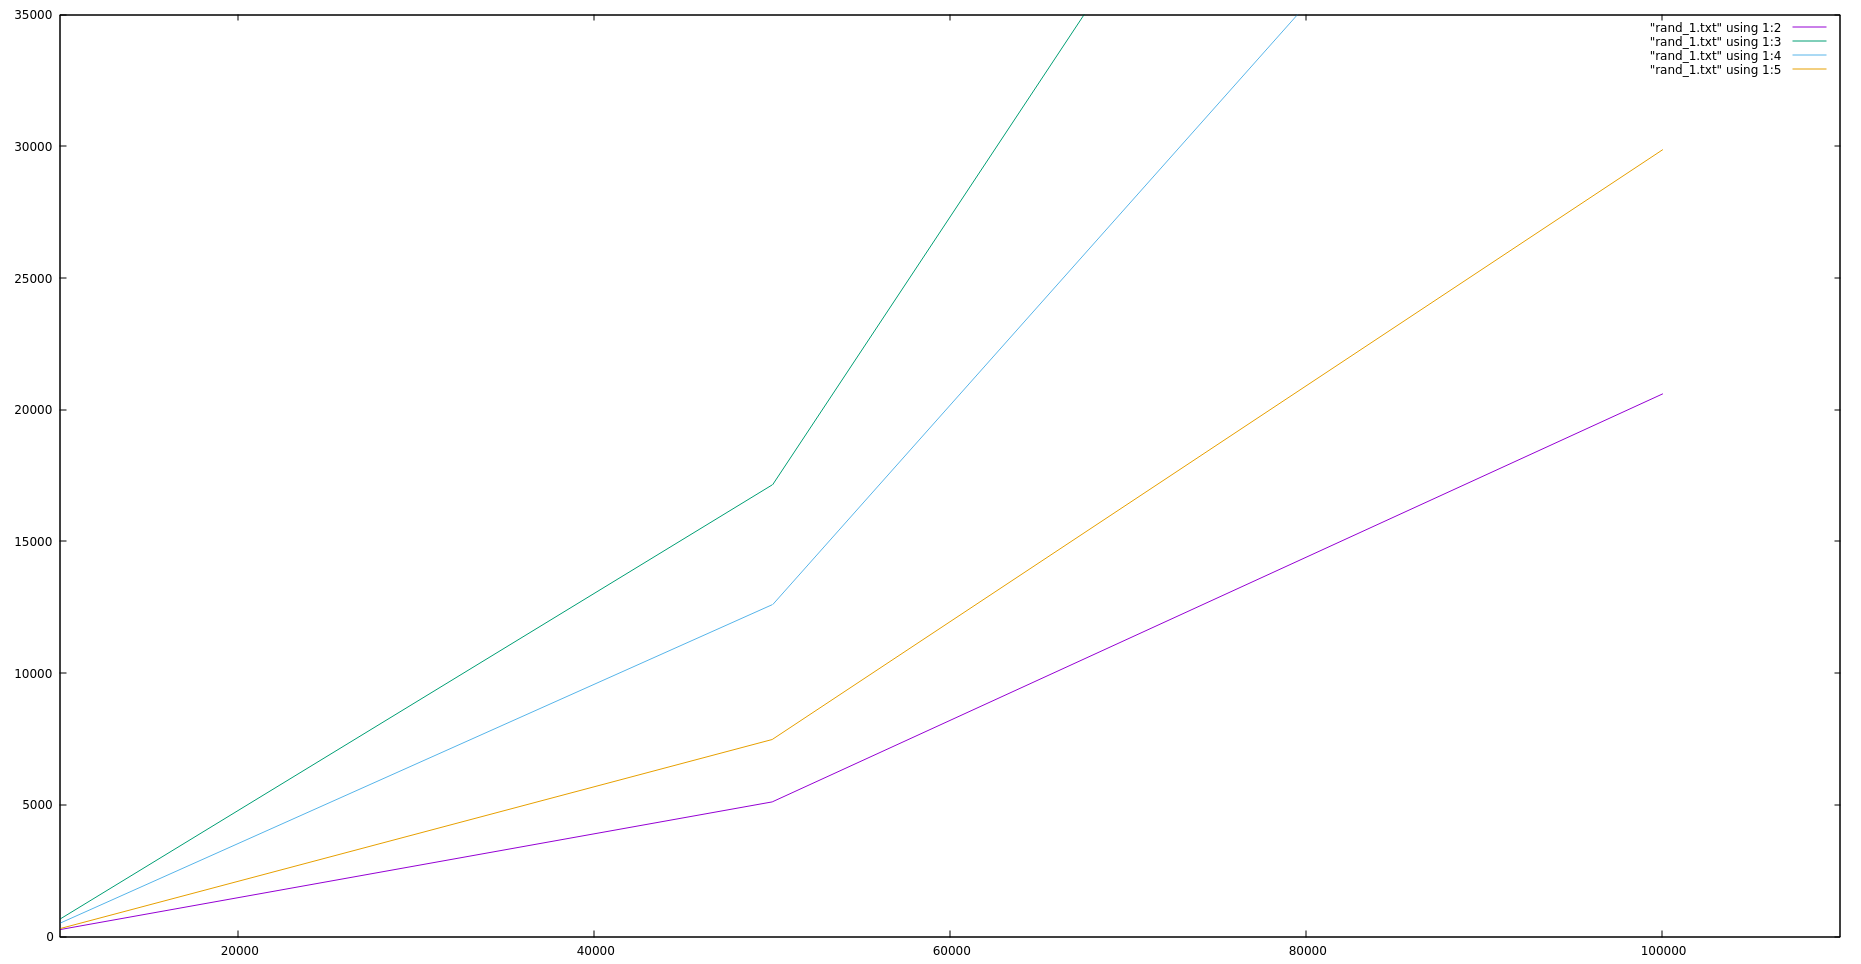 35000
"rand_1.txt" using 1:2
"rand_1.txt" using 1:3
"rand_1.txt" using 1:4
"rand_1.txt" using 1:5
30000
25000
20000
15000
10000
5000
0
20000 40000 60000 80000 100000